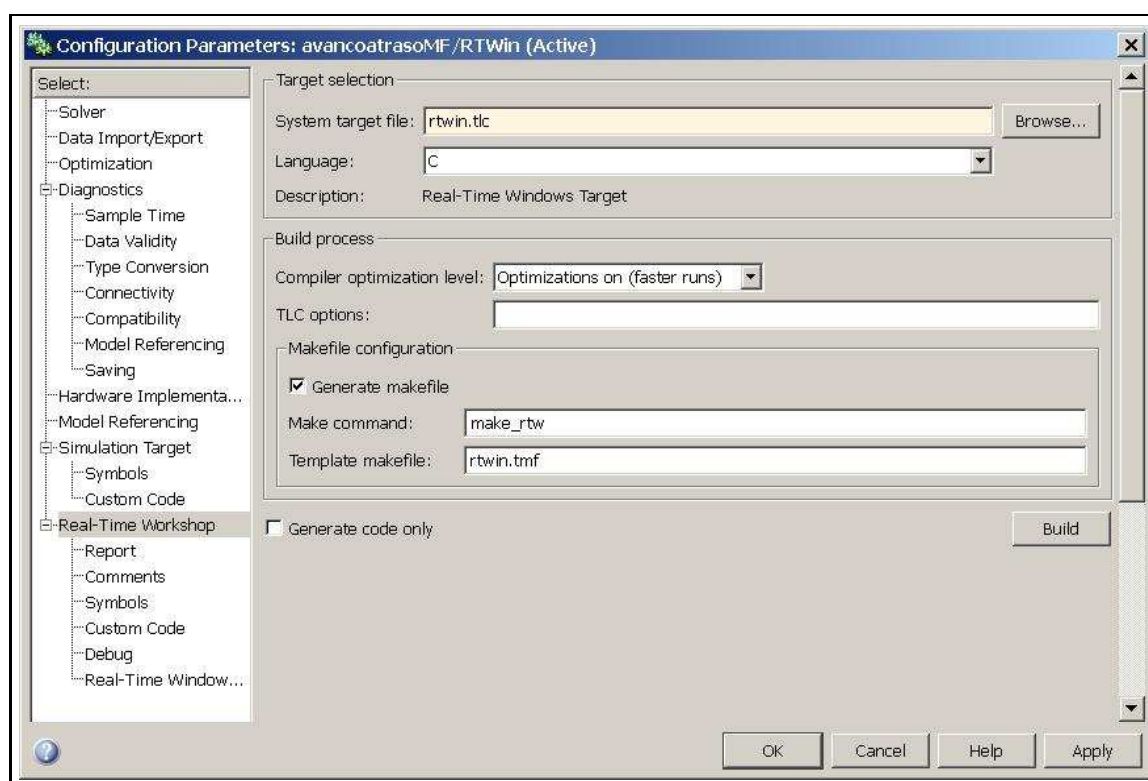 Configuration Parameters: avancoatrasoMF/RTWin (Active)
Select:
Solver
Data Import/Export
Optimization
Diagnostics
Sample Time
Data Validity
Type Conversion
Connectivity
Compatibility
Model Referencing
Saving
Hardware Implementa...
Model Referencing
Simulation Target
Symbols
Custom Code
Real-Time Workshop
Report
Comments
Symbols
Custom Code
Debug
Real-Time Window...
Target selection
System target file: rtwin.tlc Browse...
Language: C
Description: Real-Time Windows Target
Build process
Compiler optimization level: Optimizations on (faster runs)
TLC options:
Makefile configuration
Generate makefile
Make command: make_rtw
Template makefile: rtwin.tmf
Generate code only Build
OK Cancel Help Apply